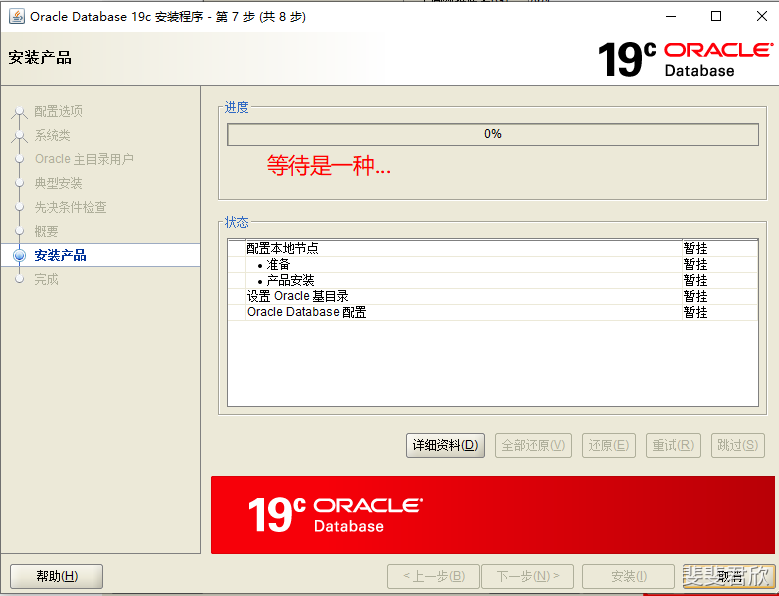 Oracle Database 19c 安装程序 - 第 7 步 (共 8 步)
安装产品
19c ORACLE
Database
配置选项
系统类
Oracle 主目录用户
典型安装
先决条件检查
概要
安装产品
完成
进度
0%
等待是一种...
状态
配置本地节点 暂挂
• 准备 暂挂
• 产品安装 暂挂
设置 Oracle 基目录 暂挂
Oracle Database 配置 暂挂
详细资料(D) 全部还原(V) 还原(E) 重试(R) 跳过(S)
19c ORACLE
Database
帮助(H) < 上一步(B) 下一步(N) > 安装(I) 取消
斐斐君欣